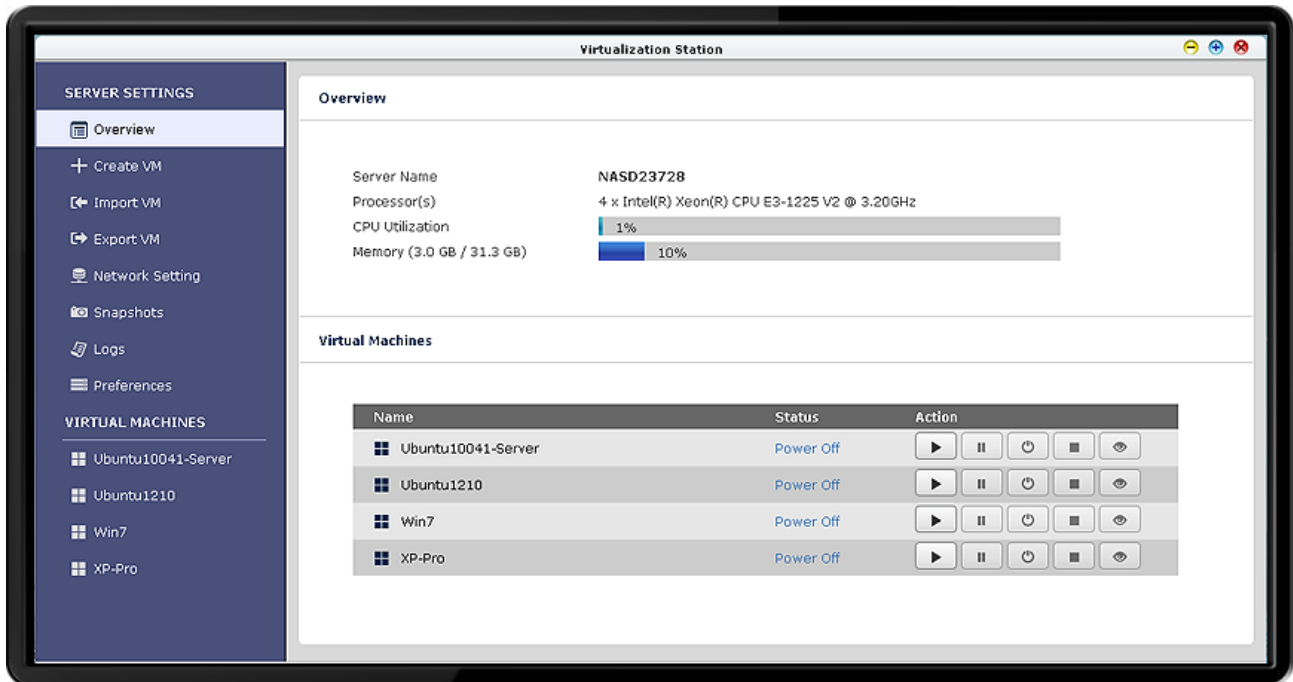 Virtualization Station
SERVER SETTINGS
Overview
Create VM
Import VM
Export VM
Network Setting
Snapshots
Logs
Preferences
VIRTUAL MACHINES
Ubuntu10041-Server
Ubuntu1210
Win7
XP-Pro
Overview
Server Name NASD23728
Processor(s) 4 x Intel(R) Xeon(R) CPU E3-1225 V2 @ 3.20GHz
CPU Utilization 1%
Memory (3.0 GB / 31.3 GB) 10%
Virtual Machines
Name Status Action
Ubuntu10041-Server Power Off
Ubuntu1210 Power Off
Win7 Power Off
XP-Pro Power Off